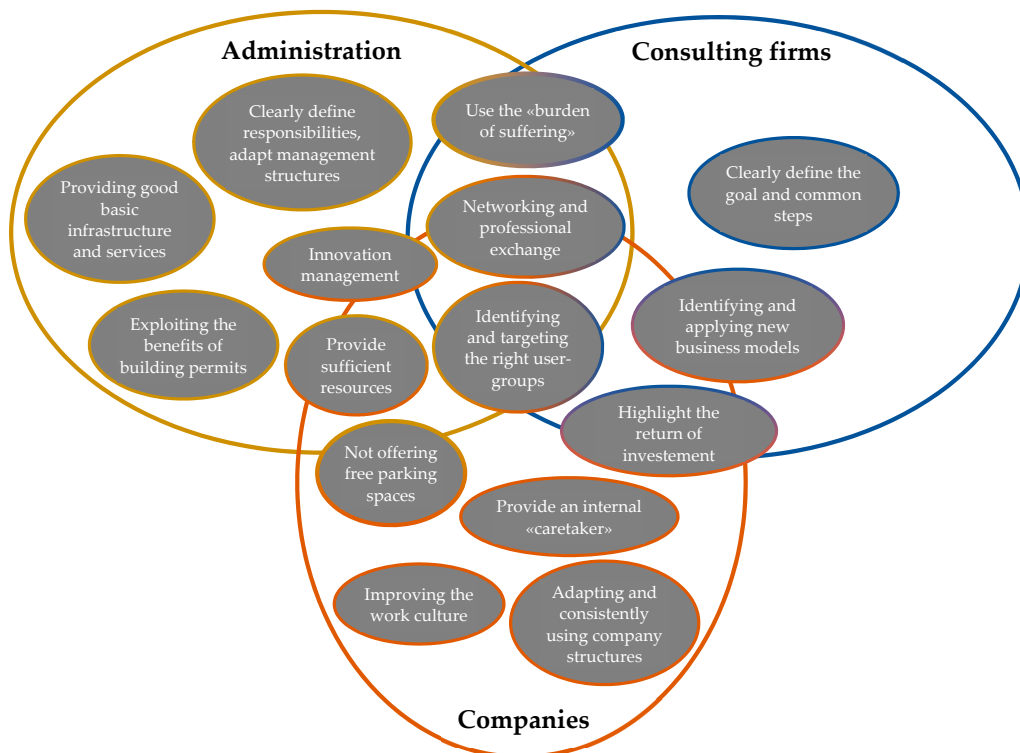 Administration
Consulting firms
Clearly define
responsibilities,
adapt management
structures
Use the «burden
of suffering»
Clearly define the
goal and common
steps
Providing good
basic
infrastructure
and services
Networking and
professional
exchange
Innovation
management
Exploiting the
benefits of
building permits
Provide
sufficient
resources
Identifying
and targeting
the right user-
groups
Identifying and
applying new
business models
Highlight the
return of
investement
Not offering
free parking
spaces
Provide an internal
«caretaker»
Improving the
work culture
Adapting and
consistently
using company
structures
Companies